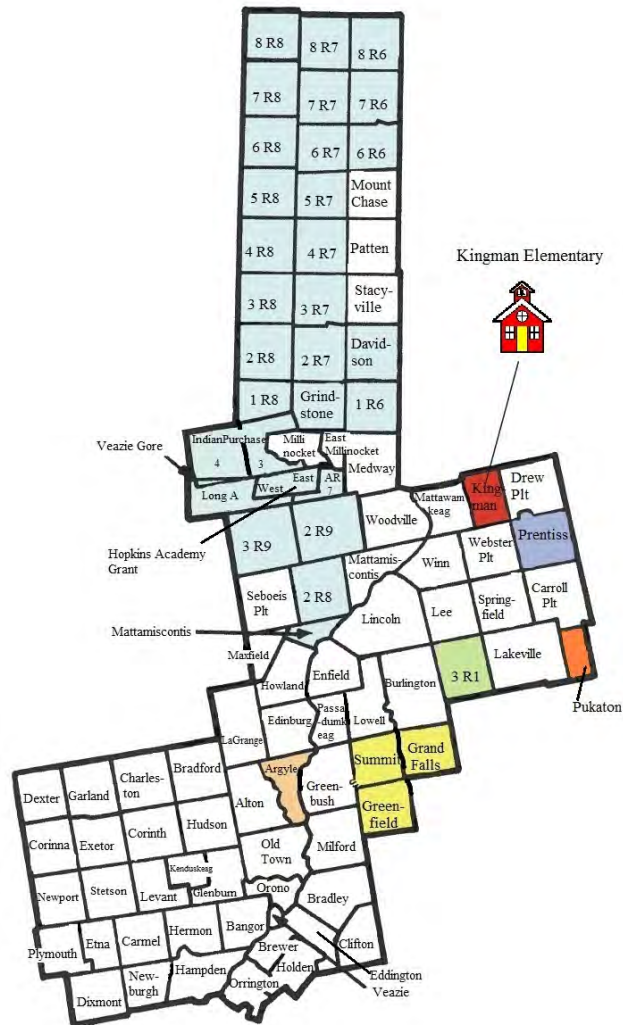 8 R8
8 R7
8 R6
7 R8
7 R7
7 R6
6 R8
6 R7
6 R6
5 R8
5 R7
Mount
Chase
4 R8
4 R7
Patten
Kingman Elementary
3 R8
3 R7
Stacy-
ville
2 R8
2 R7
David-
son
1 R8
Grind-
stone
1 R6
Veazie Gore
IndianPurchase
4
3
Milli
nocket
East
Millinocket
Medway
Long A
West
East
AR
7
Hopkins Academy
Grant
3 R9
2 R9
Woodville
Mattawam
keag
King-
man
Drew
Plt
Mattamis-
contis
Winn
Webster
Plt
Prentiss
Seboeis
Plt
2 R8
Mattamiscontis
Lincoln
Lee
Spring-
field
Carroll
Plt
Maxfield
Howland
Enfield
Burlington
3 R1
Lakeville
Pukaton
LaGrange
Edinburg
Passa
-dumk
eag
Lowell
Summit
Grand
Falls
Argyle
Green-
bush
Green-
field
Alton
Dexter
Garland
Charles-
ton
Bradford
Corinna
Exetor
Corinth
Hudson
Old
Town
Milford
Kenduskeag
Newport
Stetson
Levant
Glenburn
Orono
Bradley
Plymouth
Etna
Carmel
Hermon
Bangor
Brewer
Clifton
Dixmont
New-
burgh
Hampden
Orrington
Holden
Eddington
Veazie